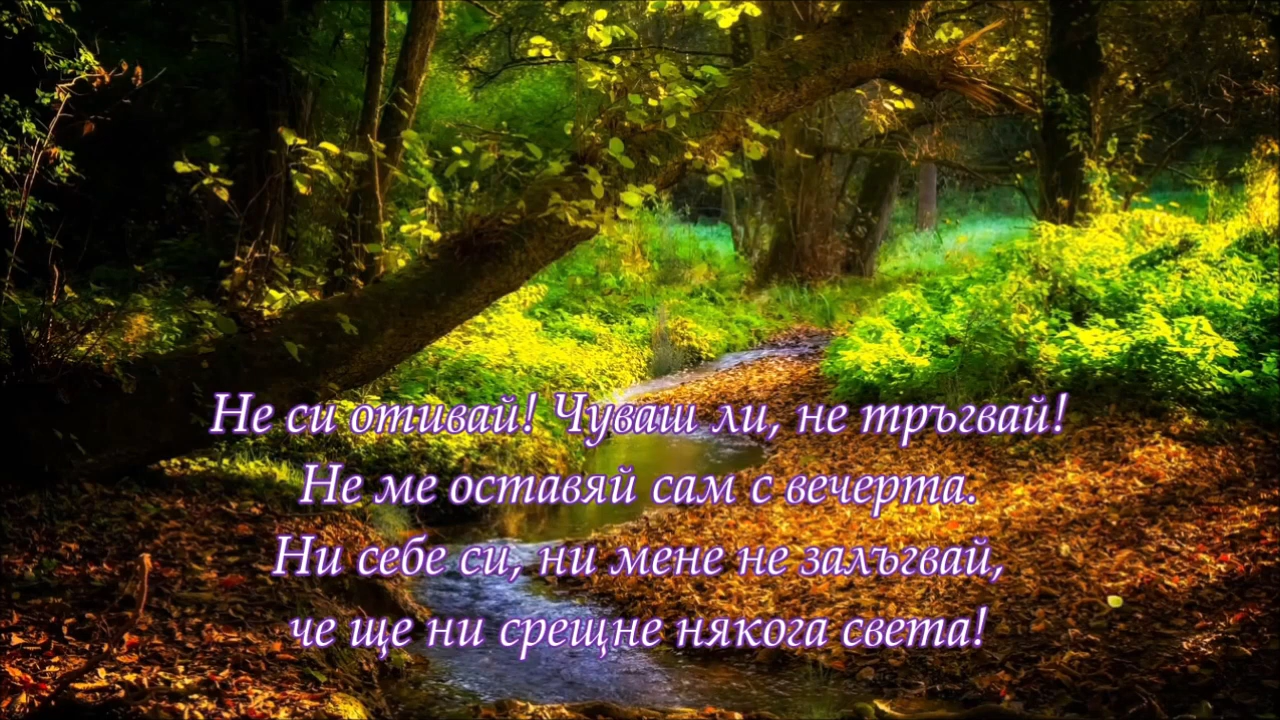 Не си отивай! Чуваш ли, не тръгвай!
Не ме оставяй сам с вечерта.
Ни себе си, ни мене не залъгвай,
че ще ни срещне някога света!